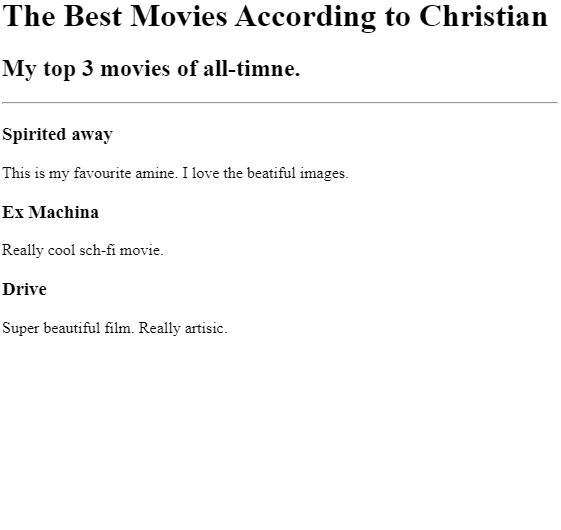 The Best Movies According to Christian
My top 3 movies of all-timne.
Spirited away
This is my favourite amine. I love the beatiful images.
Ex Machina
Really cool sch-fi movie.
Drive
Super beautiful film. Really artisic.